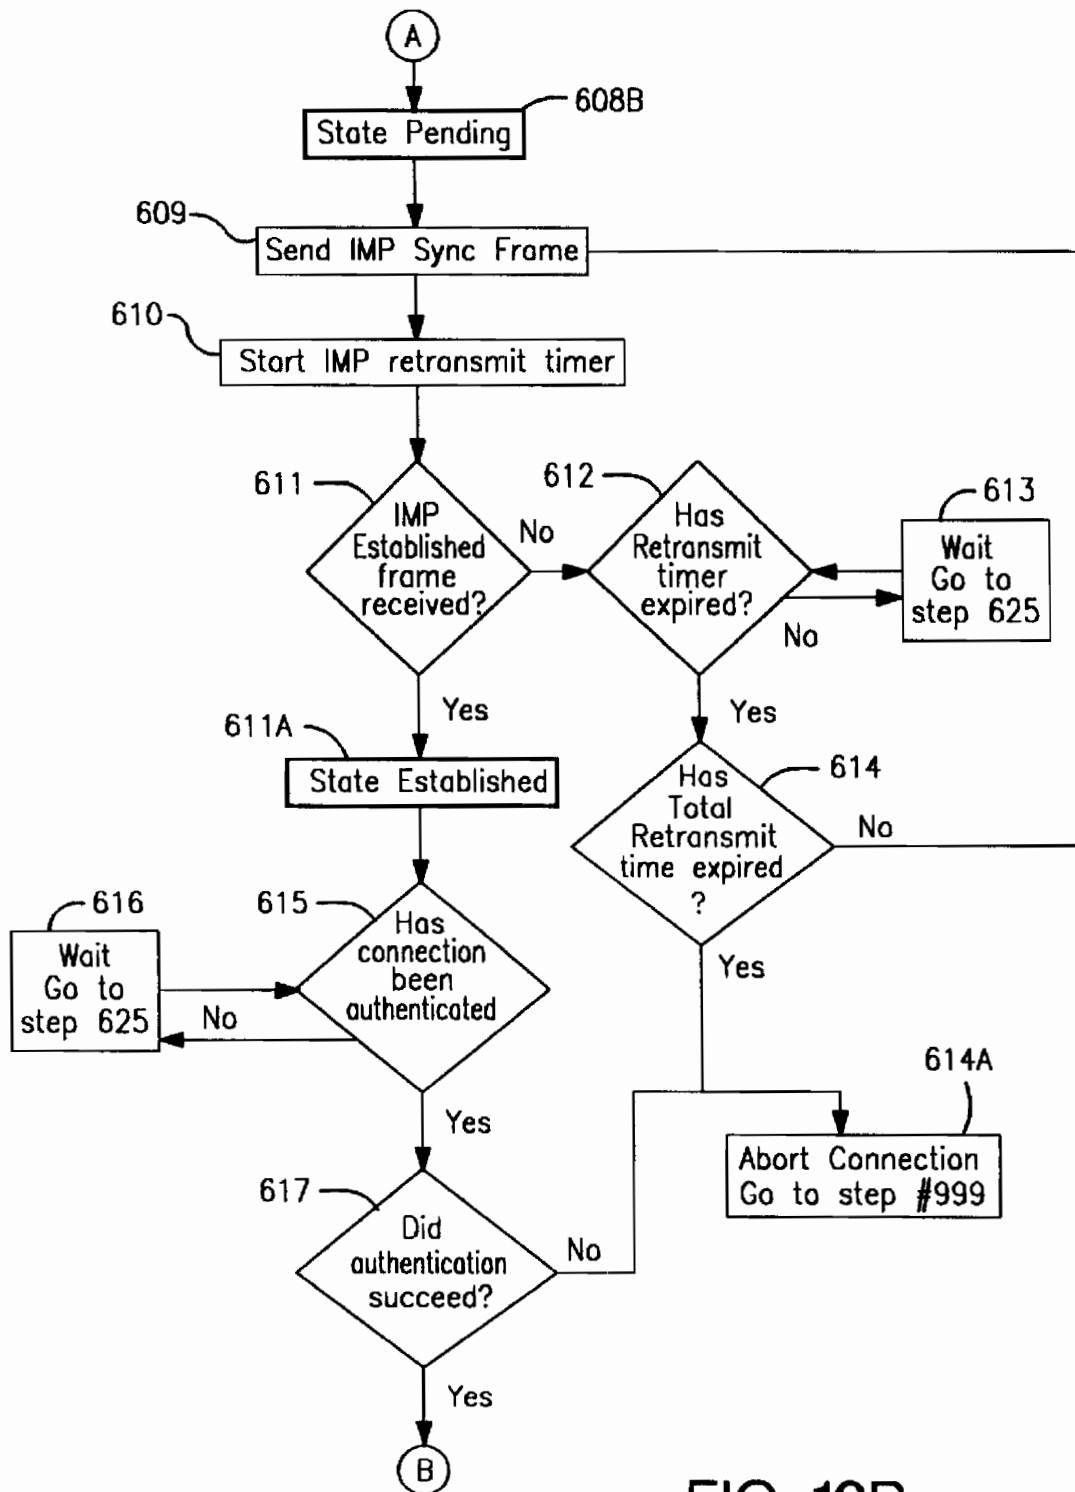 A
608B
State Pending
609
Send IMP Sync Frame
610
Start IMP retransmit timer
611
IMP
Established
frame
received?
No
612
Has
Retransmit
timer
expired?
No
613
Wait
Go to
step 625
Yes
611A
State Established
Yes
614
Has
Total
Retransmit
time expired
?
No
616
Wait
Go to
step 625
No
615
Has
connection
been
authenticated
Yes
614A
Abort Connection
Go to step #999
Yes
617
Did
authentication
succeed?
No
Yes
B